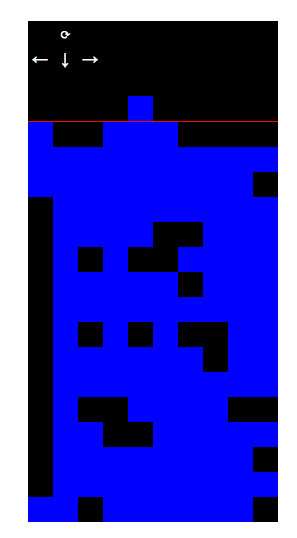 ⟳
← ↓ →